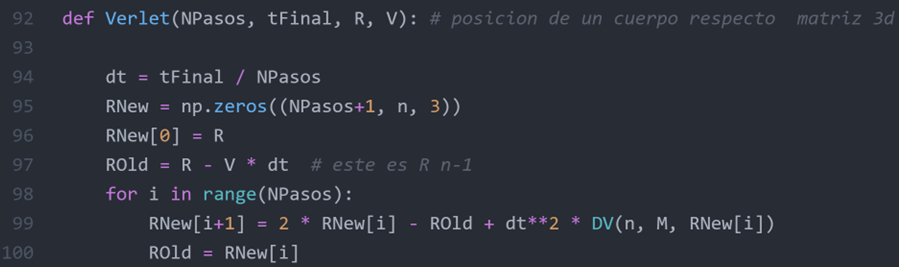 92 def Verlet(NPasos, tFinal, R, V): # posicion de un cuerpo respecto  matriz 3d
93
94     dt = tFinal / NPasos
95     RNew = np.zeros((NPasos+1, n, 3))
96     RNew[0] = R
97     ROld = R - V * dt  # este es R n-1
98     for i in range(NPasos):
99         RNew[i+1] = 2 * RNew[i] - ROld + dt**2 * DV(n, M, RNew[i])
100         ROld = RNew[i]